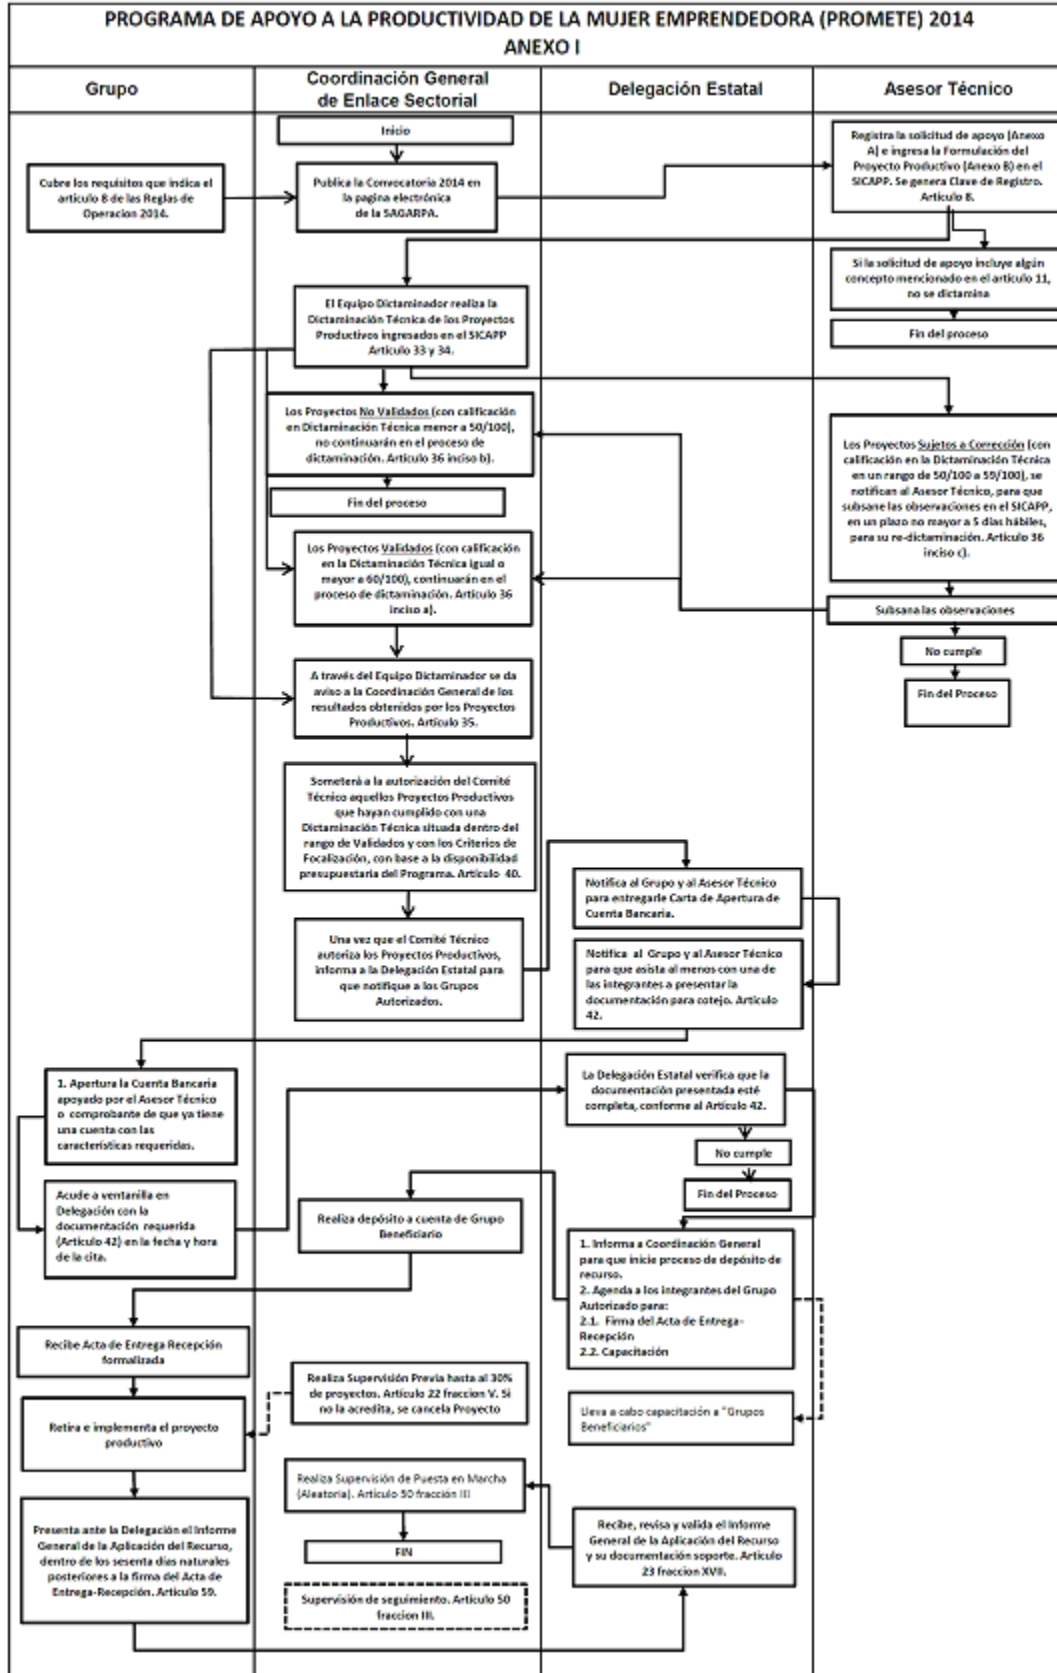 PROGRAMA DE APOYO A LA PRODUCTIVIDAD DE LA MUJER EMPRENDEDORA (PROMETE) 2014
ANEXO I
Grupo
Coordinación General
de Enlace Sectorial
Delegación Estatal
Asesor Técnico
Inicio
Cubre los requisitos que indica el
artículo 8 de las Reglas de
Operacion 2014.
Publica la Convocatoria 2014 en
la pagina electrónica
de la SAGARPA.
Registra la solicitud de apoyo (Anexo
A) e ingresa la Formulación del
Proyecto Productivo (Anexo B) en el
SICAPP. Se genera Clave de Registro.
Artículo 8.
Si la solicitud de apoyo incluye algún
concepto mencionado en el artículo 11,
no se dictamina
Fin del proceso
El Equipo Dictaminador realiza la
Dictaminación Técnica de los Proyectos
Productivos ingresados en el SICAPP
Artículo 33 y 34.
Los Proyectos No Validados (con calificación
en Dictaminación Técnica menor a 50/100),
no continuarán en el proceso de
dictaminación. Artículo 36 inciso b).
Fin del proceso
Los Proyectos Sujetos a Corrección (con
calificación en la Dictaminación Técnica
en un rango de 50/100 a 59/100), se
notifican al Asesor Técnico, para que
subsane las observaciones en el SICAPP,
en un plazo no mayor a 5 días hábiles,
para su re-dictaminación. Artículo 36
inciso c).
Los Proyectos Validados (con calificación
en la Dictaminación Técnica igual o
mayor a 60/100), continuarán en el
proceso de dictaminación. Artículo 36
inciso a).
Subsana las observaciones
No cumple
Fin del Proceso
A través del Equipo Dictaminador se da
aviso a la Coordinación General de los
resultados obtenidos por los Proyectos
Productivos. Artículo 35.
Someterá a la autorización del Comité
Técnico aquellos Proyectos Productivos
que hayan cumplido con una
Dictaminación Técnica situada dentro del
rango de Validados y con los Criterios de
Focalización, con base a la disponibilidad
presupuestaria del Programa. Artículo 40.
Una vez que el Comité Técnico
autoriza los Proyectos Productivos,
informa a la Delegación Estatal para
que notifique a los Grupos
Autorizados.
Notifica al Grupo y al Asesor Técnico
para entregarle Carta de Apertura de
Cuenta Bancaria.
Notifica al Grupo y al Asesor Técnico
para que asista al menos con una de
las integrantes a presentar la
documentación para cotejo. Artículo
42.
1. Apertura la Cuenta Bancaria
apoyado por el Asesor Técnico
o comprobante de que ya tiene
una cuenta con las
características requeridas.
La Delegación Estatal verifica que la
documentación presentada esté
completa, conforme al Artículo 42.
No cumple
Fin del Proceso
Acude a ventanilla en
Delegación con la
documentación requerida
(Artículo 42) en la fecha y hora
de la cita.
Realiza depósito a cuenta de Grupo
Beneficiario
1. Informa a Coordinación General
para que inicie proceso de depósito de
recurso.
2. Agenda a los integrantes del Grupo
Autorizado para:
2.1. Firma del Acta de Entrega-
Recepción
2.2. Capacitación
Recibe Acta de Entrega Recepción
formalizada
Realiza Supervisión Previa hasta al 30%
de proyectos. Artículo 22 fraccion V. Si
no la acredita, se cancela Proyecto
Lleva a cabo capacitación a "Grupos
Beneficiarios"
Retira e implementa el proyecto
productivo
Realiza Supervisión de Puesta en Marcha
(Aleatoria). Artículo 50 fracción III
FIN
Presenta ante la Delegación el Informe
General de la Aplicación del Recurso,
dentro de los sesenta días naturales
posteriores a la firma del Acta de
Entrega-Recepción. Artículo 59.
Recibe, revisa y valida el Informe
General de la Aplicación del Recurso
y su documentación soporte. Articulo
23 fraccion XVII.
Supervisión de seguimiento. Artículo 50
fraccion III.